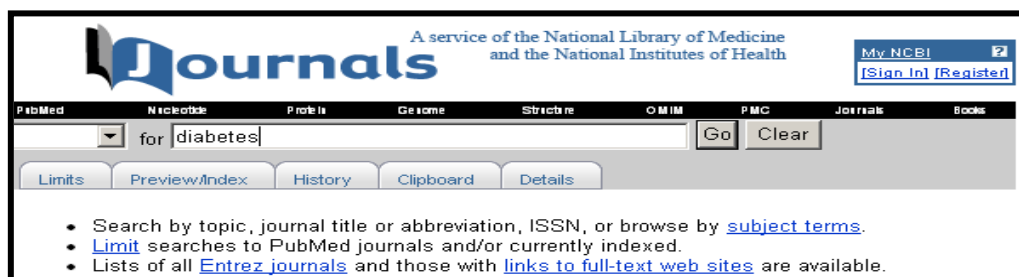 Journals
A service of the National Library of Medicine
and the National Institutes of Health
My NCBI ?
[Sign In] [Register]
PubMed Nucleotide Protein Genome Structure OMIM PMC Journals Books
for diabetes Go Clear
Limits Preview/Index History Clipboard Details
• Search by topic, journal title or abbreviation, ISSN, or browse by subject terms.
• Limit searches to PubMed journals and/or currently indexed.
• Lists of all Entrez journals and those with links to full-text web sites are available.